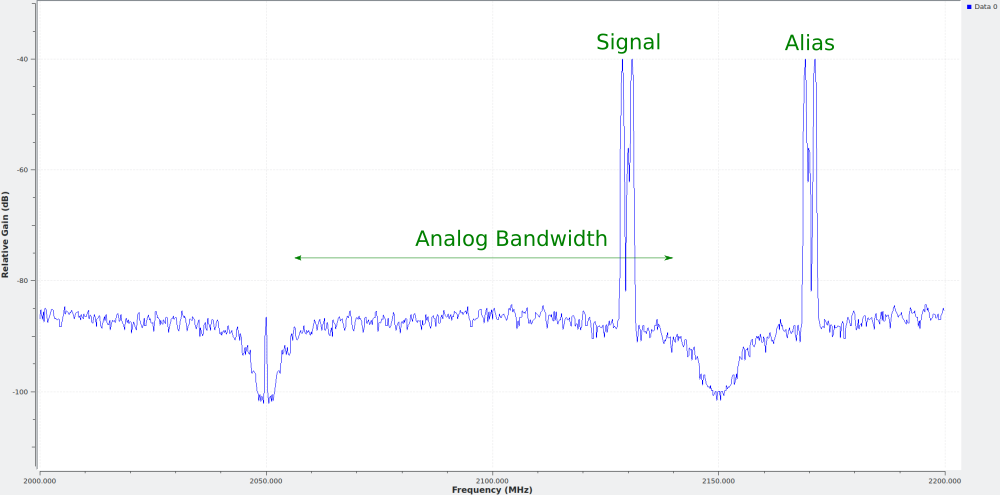 Data 0
Signal
Alias
-40
-60
Analog Bandwidth
-80
-100
Relative Gain (dB)
2000.000
2050.000
2100.000
2150.000
2200.000
Frequency (MHz)